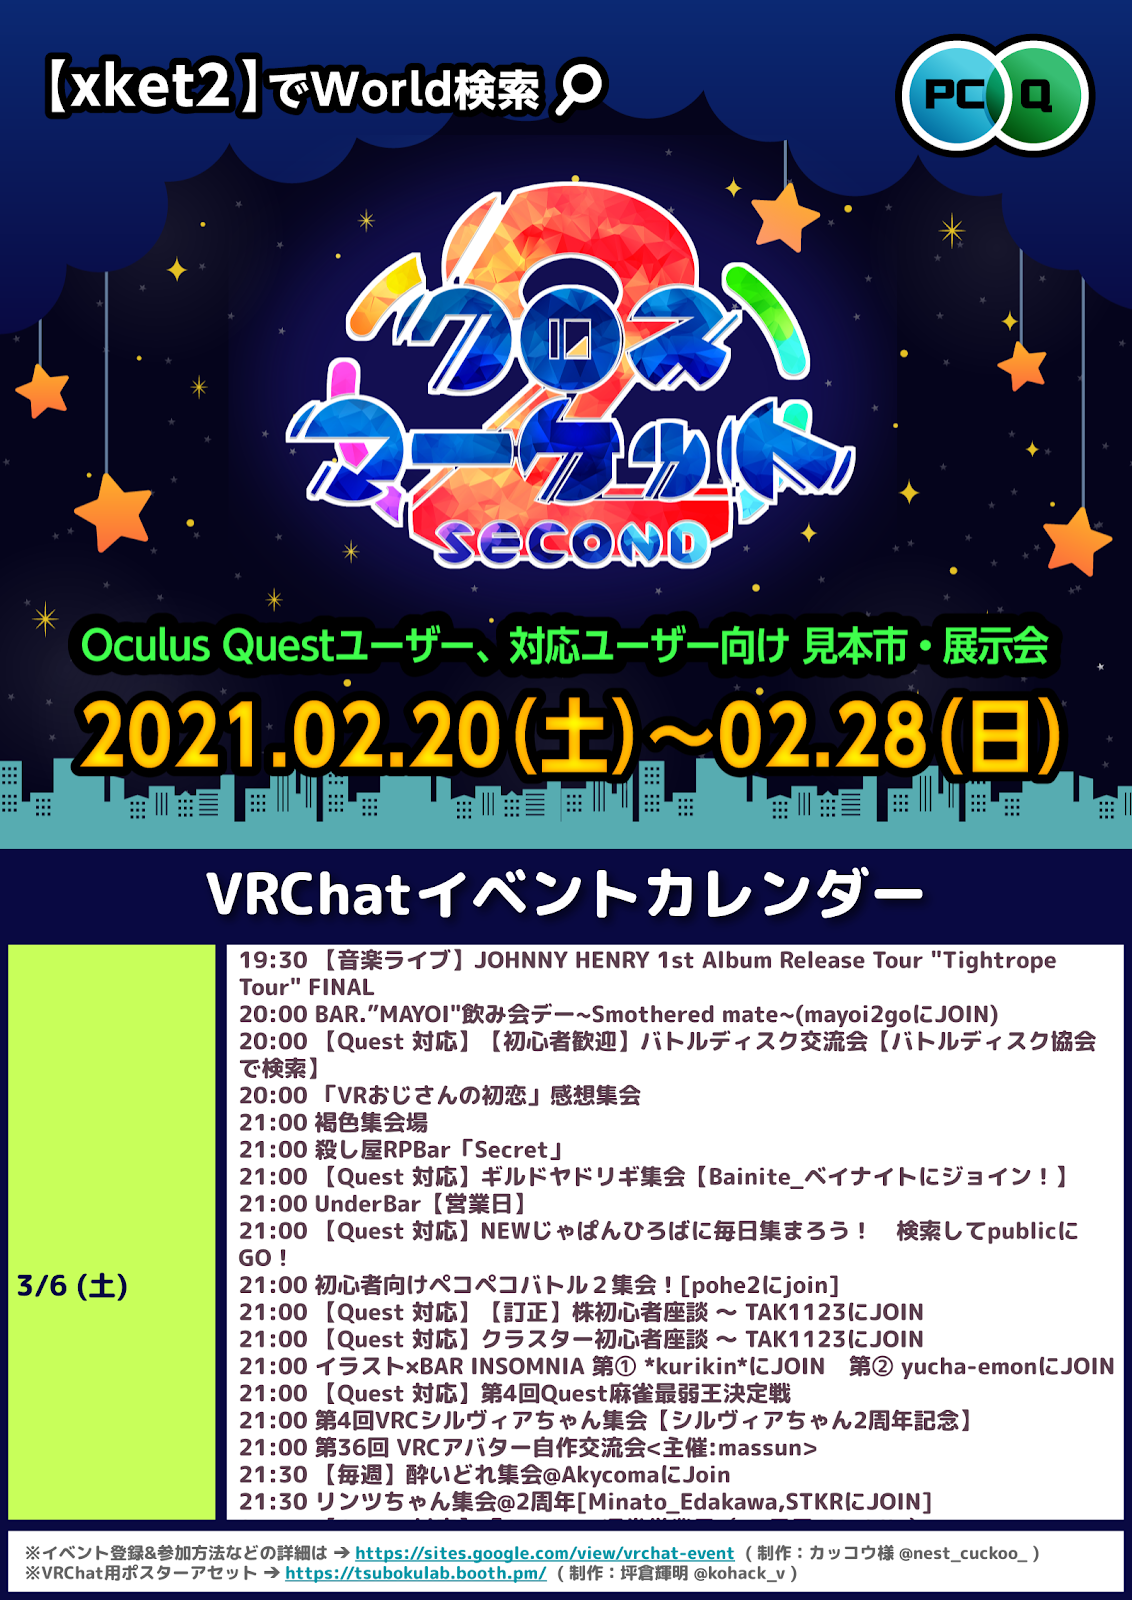 【xket2】でWorld検索
PC Q
2
クロス
マーケット
SECOND
Oculus Questユーザー、対応ユーザー向け 見本市・展示会
2021.02.20(土)～02.28(日)
VRChatイベントカレンダー
3/6 (土)
19:30 【音楽ライブ】JOHNNY HENRY 1st Album Release Tour "Tightrope
Tour" FINAL
20:00 BAR.”MAYOI"飲み会デー~Smothered mate~(mayoi2goにJOIN)
20:00 【Quest 対応】【初心者歓迎】バトルディスク交流会【バトルディスク協会
で検索】
20:00 「VRおじさんの初恋」感想集会
21:00 褐色集会場
21:00 殺し屋RPBar「Secret」
21:00 【Quest 対応】ギルドヤドリギ集会【Bainite_ベイナイトにジョイン！】
21:00 UnderBar【営業日】
21:00 【Quest 対応】NEWじゃぱんひろばに毎日集まろう！　検索してpublicに
GO！
21:00 初心者向けペコペコバトル２集会！[pohe2にjoin]
21:00 【Quest 対応】【訂正】株初心者座談 ～ TAK1123にJOIN
21:00 【Quest 対応】クラスター初心者座談 ～ TAK1123にJOIN
21:00 イラスト×BAR INSOMNIA 第① *kurikin*にJOIN　第② yucha-emonにJOIN
21:00 【Quest 対応】第4回Quest麻雀最弱王決定戦
21:00 第4回VRCシルヴィアちゃん集会【シルヴィアちゃん2周年記念】
21:00 第36回 VRCアバター自作交流会<主催:massun>
21:30 【毎週】酔いどれ集会@AkycomaにJoin
21:30 リンツちゃん集会@2周年[Minato_Edakawa,STKRにJOIN]
※イベント登録&参加方法などの詳細は → https://sites.google.com/view/vrchat-event ( 制作：カッコウ様 @nest_cuckoo_ )
※VRChat用ポスターアセット → https://tsubokulab.booth.pm/ ( 制作：坪倉輝明 @kohack_v )